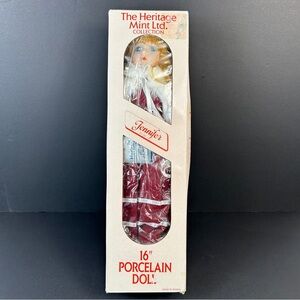 The Heritage
Mint Ltd.
COLLECTION
Jennifer
16"
PORCELAIN
DOLL